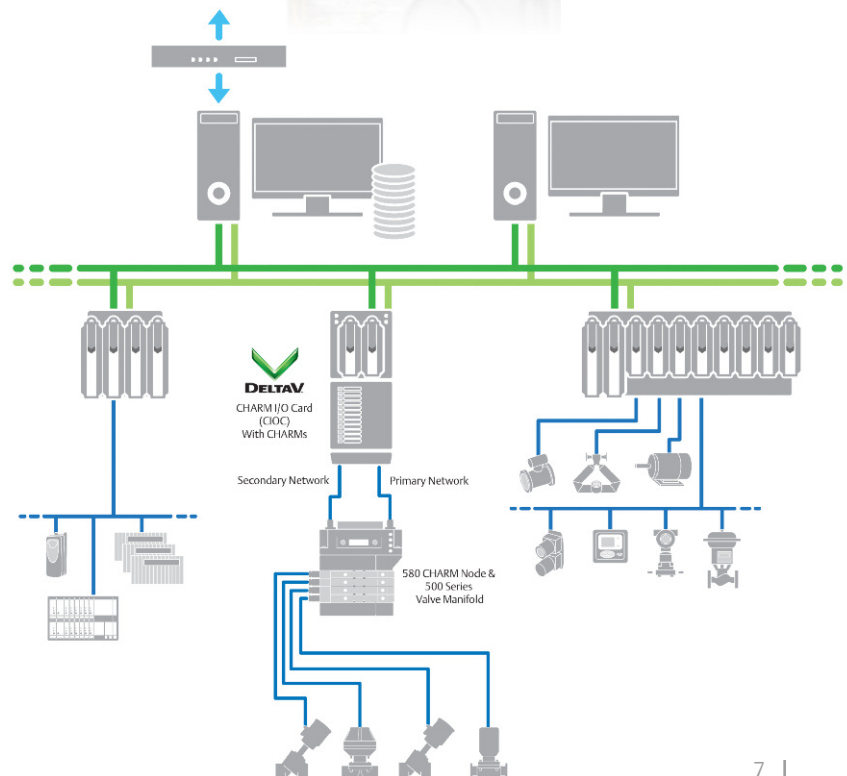 DELTAV
CHARM I/O Card
(CIOC)
With CHARMs
Secondary Network
Primary Network
580 CHARM Node &
500 Series
Valve Manifold
7